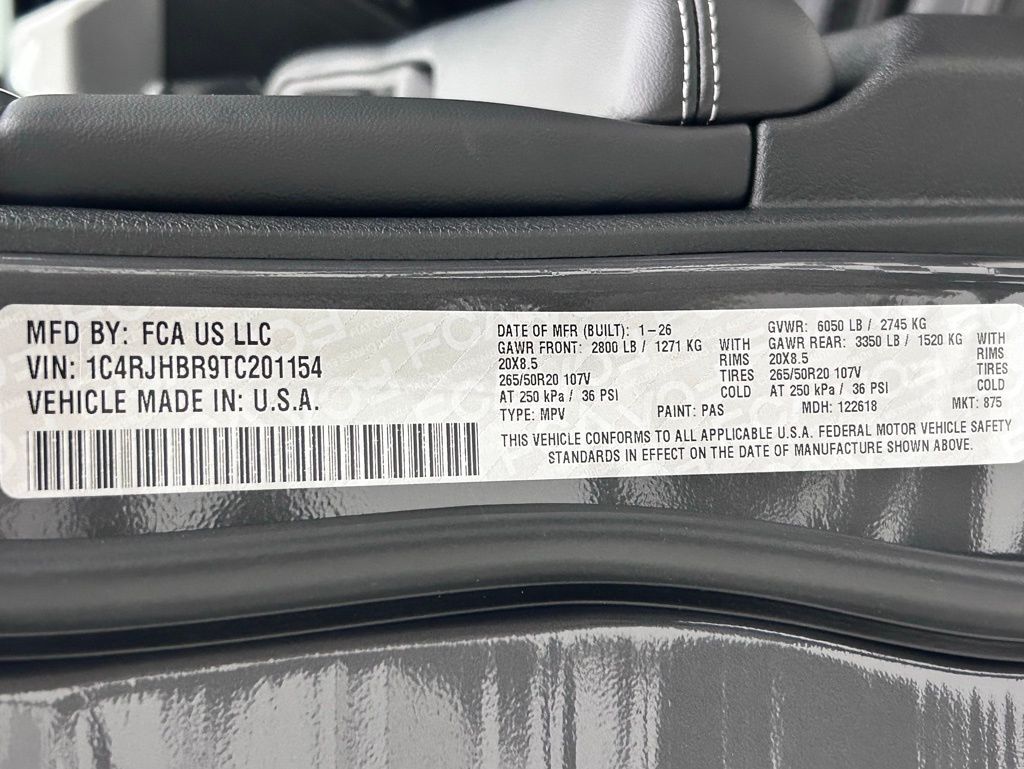 MFD BY: FCA US LLC
VIN: 1C4RJHBR9TC201154
VEHICLE MADE IN: U.S.A.
DATE OF MFR (BUILT): 1-26
GAWR FRONT: 2800 LB / 1271 KG WITH
20X8.5 RIMS
265/50R20 107V TIRES
AT 250 kPa / 36 PSI COLD
TYPE: MPV PAINT: PAS
GVWR: 6050 LB / 2745 KG
GAWR REAR: 3350 LB / 1520 KG WITH
20X8.5 RIMS
265/50R20 107V TIRES
AT 250 kPa / 36 PSI COLD
MDH: 122618 MKT: 875
THIS VEHICLE CONFORMS TO ALL APPLICABLE U.S.A. FEDERAL MOTOR VEHICLE SAFETY
STANDARDS IN EFFECT ON THE DATE OF MANUFACTURE SHOWN ABOVE.